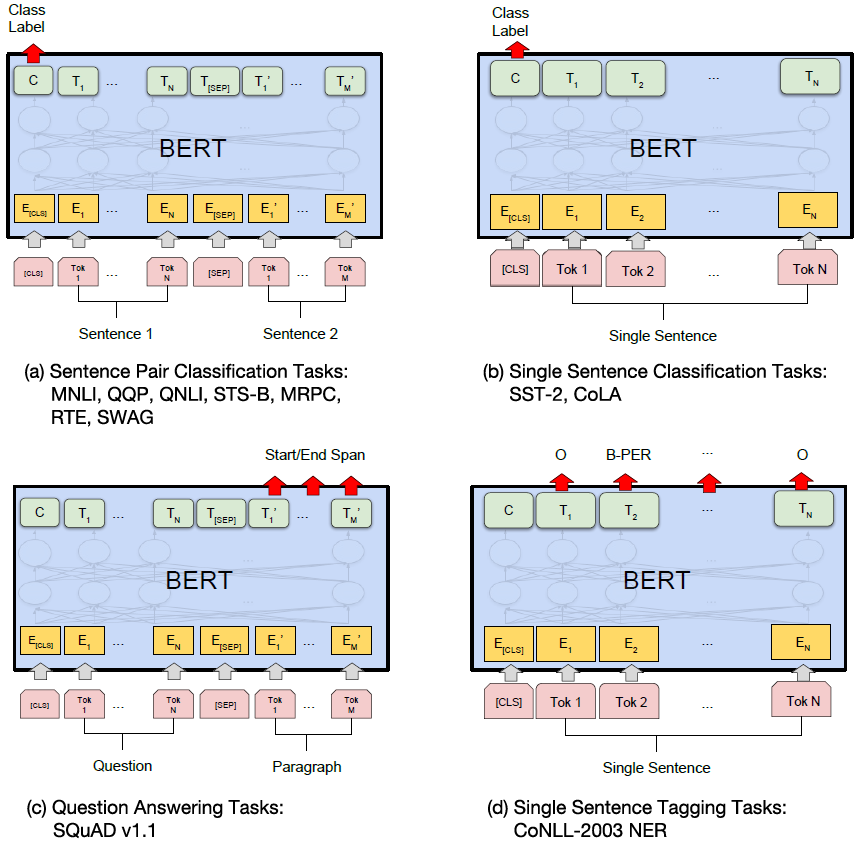 Class
Label
C T1 ... TN T[SEP] T1’ ... TM’
BERT
E[CLS] E1 ... EN E[SEP] E1’ ... EM’
[CLS] Tok 1 ... Tok N [SEP] Tok 1 ... Tok M
Sentence 1 Sentence 2
(a) Sentence Pair Classification Tasks:
MNLI, QQP, QNLI, STS-B, MRPC,
RTE, SWAG
Class
Label
C T1 T2 ... TN
BERT
E[CLS] E1 E2 ... EN
[CLS] Tok 1 Tok 2 ... Tok N
Single Sentence
(b) Single Sentence Classification Tasks:
SST-2, CoLA
Start/End Span
C T1 ... TN T[SEP] T1’ ... TM’
BERT
E[CLS] E1 ... EN E[SEP] E1’ ... EM’
[CLS] Tok 1 ... Tok N [SEP] Tok 1 ... Tok M
Question Paragraph
(c) Question Answering Tasks:
SQuAD v1.1
O B-PER ... O
C T1 T2 ... TN
BERT
E[CLS] E1 E2 ... EN
[CLS] Tok 1 Tok 2 ... Tok N
Single Sentence
(d) Single Sentence Tagging Tasks:
CoNLL-2003 NER